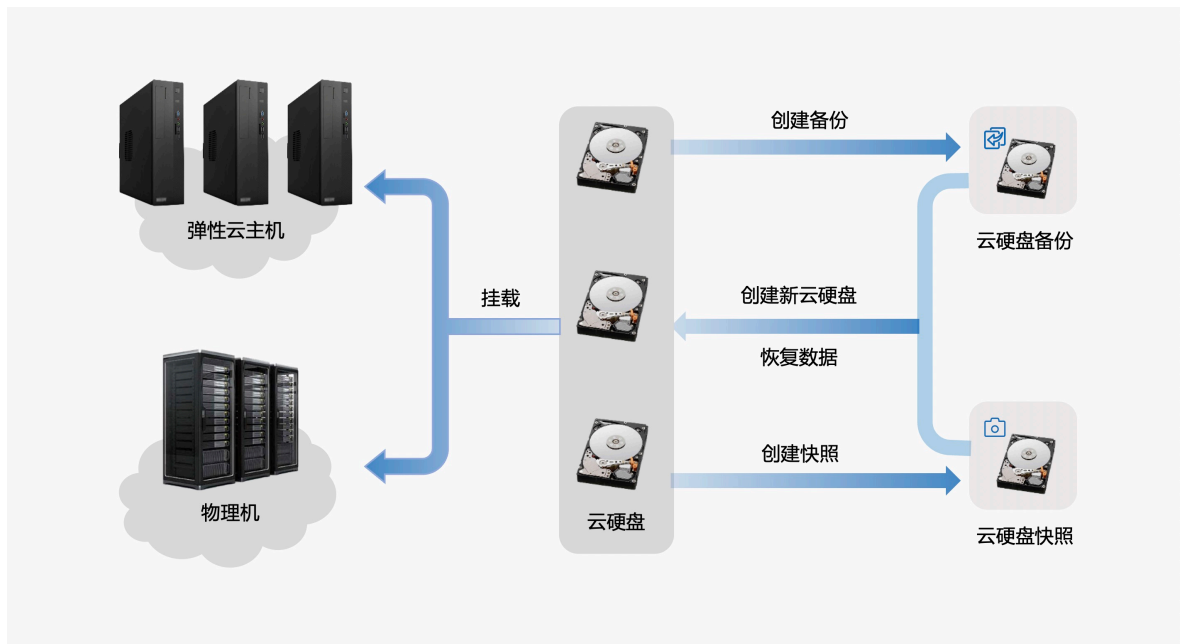 创建备份
弹性云主机
云硬盘备份
挂载
创建新云硬盘
恢复数据
创建快照
物理机
云硬盘
云硬盘快照